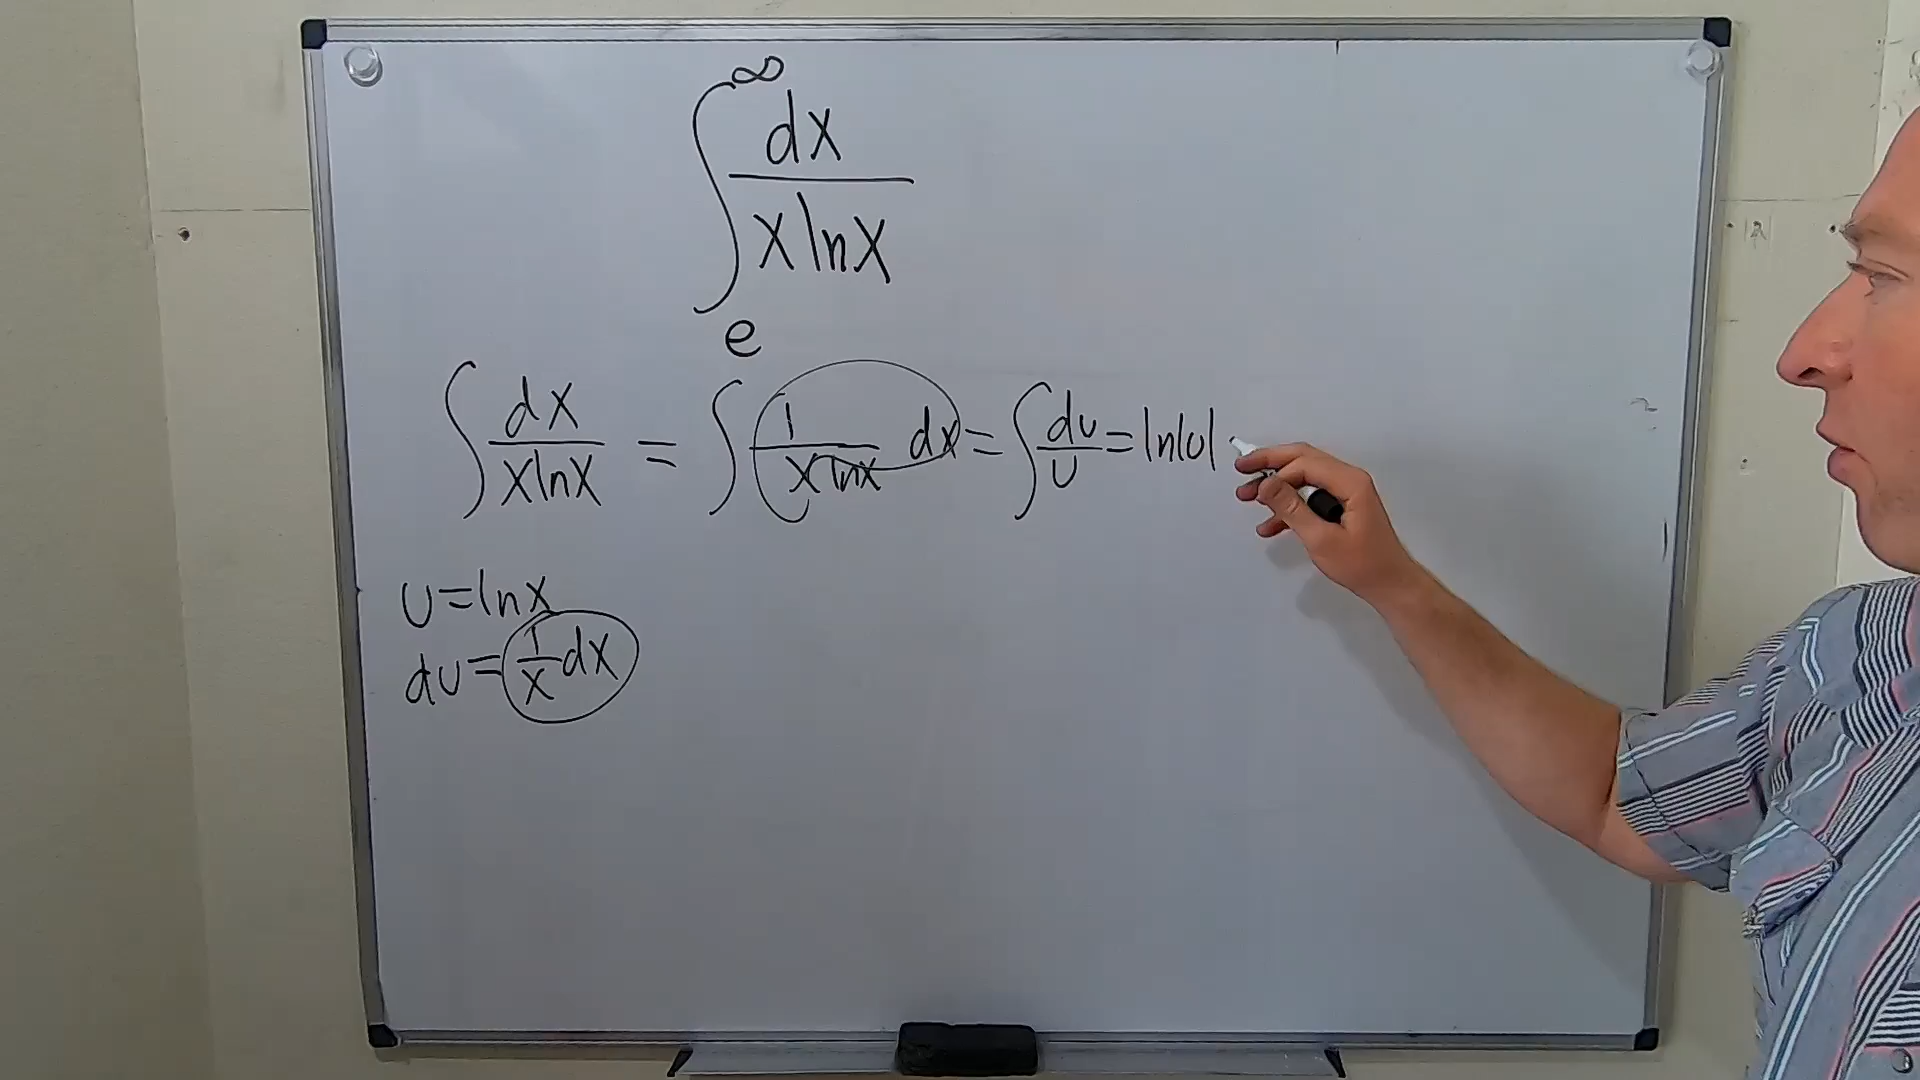 ∫_e^∞ dx / (x ln x)
∫ dx / (x ln x) = ∫ 1 / (x ln x) dx = ∫ du / u = ln|u|
u = ln x
du = 1/x dx